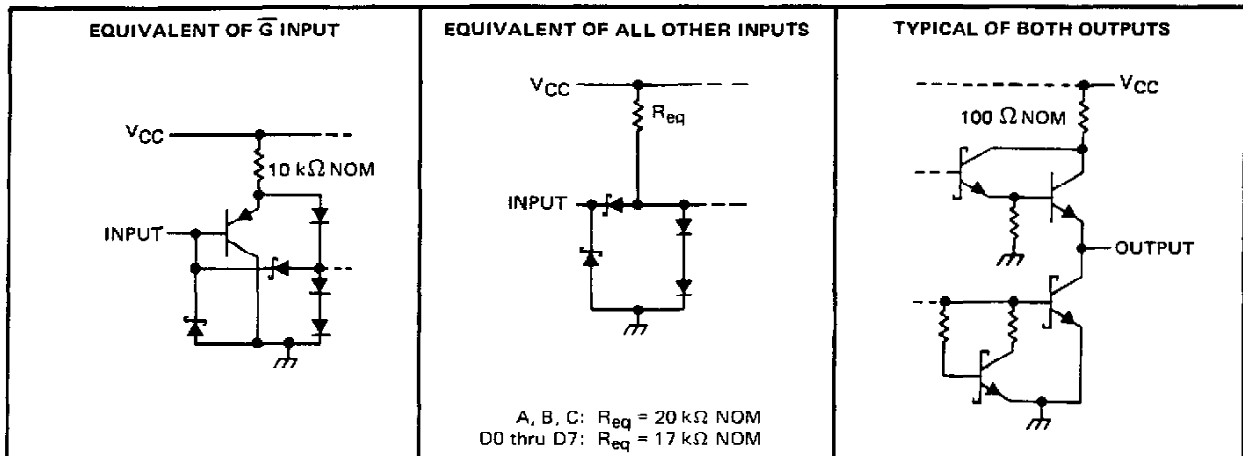 EQUIVALENT OF G̅ INPUT
VCC
10 kΩ NOM
INPUT
EQUIVALENT OF ALL OTHER INPUTS
VCC
Req
INPUT
A, B, C: Req = 20 kΩ NOM
D0 thru D7: Req = 17 kΩ NOM
TYPICAL OF BOTH OUTPUTS
VCC
100 Ω NOM
OUTPUT